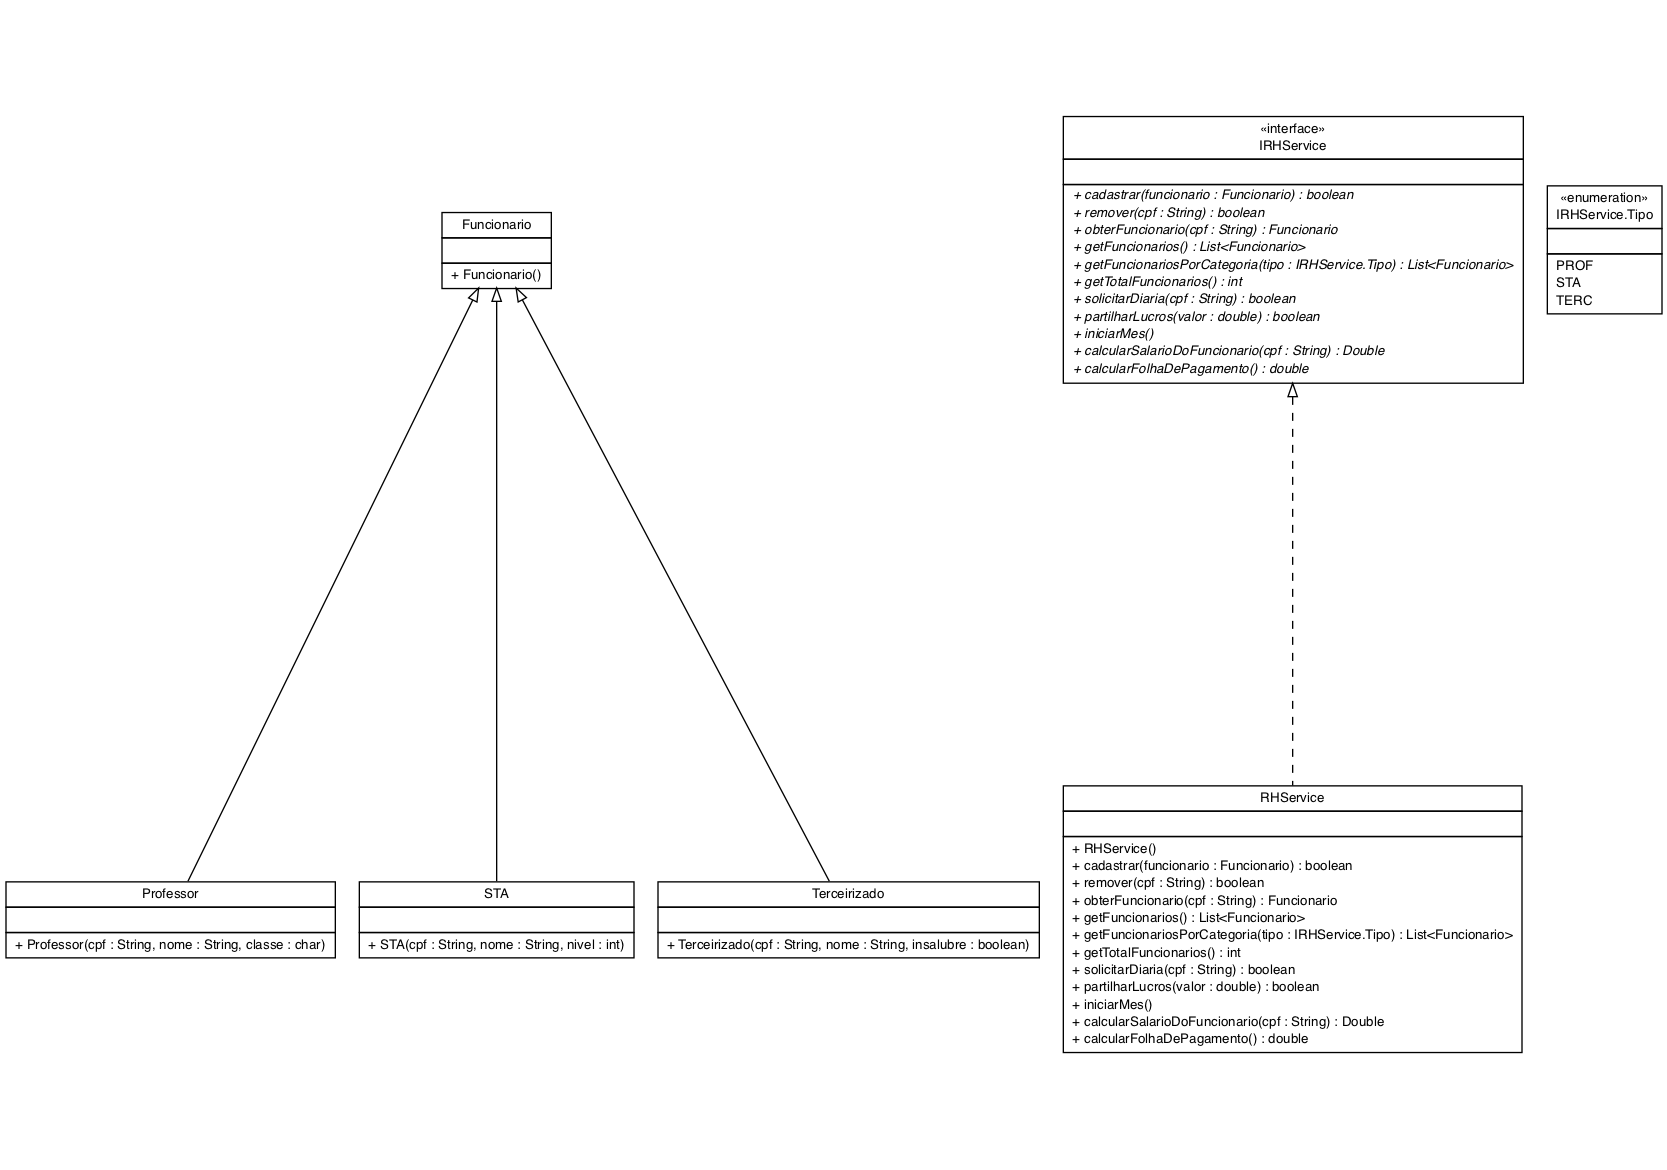 «interface»
IRHService
+ cadastrar(funcionario : Funcionario) : boolean
+ remover(cpf : String) : boolean
+ obterFuncionario(cpf : String) : Funcionario
+ getFuncionarios() : List<Funcionario>
+ getFuncionariosPorCategoria(tipo : IRHService.Tipo) : List<Funcionario>
+ getTotalFuncionarios() : int
+ solicitarDiaria(cpf : String) : boolean
+ partilharLucros(valor : double) : boolean
+ iniciarMes()
+ calcularSalarioDoFuncionario(cpf : String) : Double
+ calcularFolhaDePagamento() : double
«enumeration»
IRHService.Tipo
PROF
STA
TERC
Funcionario
+ Funcionario()
Professor
+ Professor(cpf : String, nome : String, classe : char)
STA
+ STA(cpf : String, nome : String, nivel : int)
Terceirizado
+ Terceirizado(cpf : String, nome : String, insalubre : boolean)
RHService
+ RHService()
+ cadastrar(funcionario : Funcionario) : boolean
+ remover(cpf : String) : boolean
+ obterFuncionario(cpf : String) : Funcionario
+ getFuncionarios() : List<Funcionario>
+ getFuncionariosPorCategoria(tipo : IRHService.Tipo) : List<Funcionario>
+ getTotalFuncionarios() : int
+ solicitarDiaria(cpf : String) : boolean
+ partilharLucros(valor : double) : boolean
+ iniciarMes()
+ calcularSalarioDoFuncionario(cpf : String) : Double
+ calcularFolhaDePagamento() : double